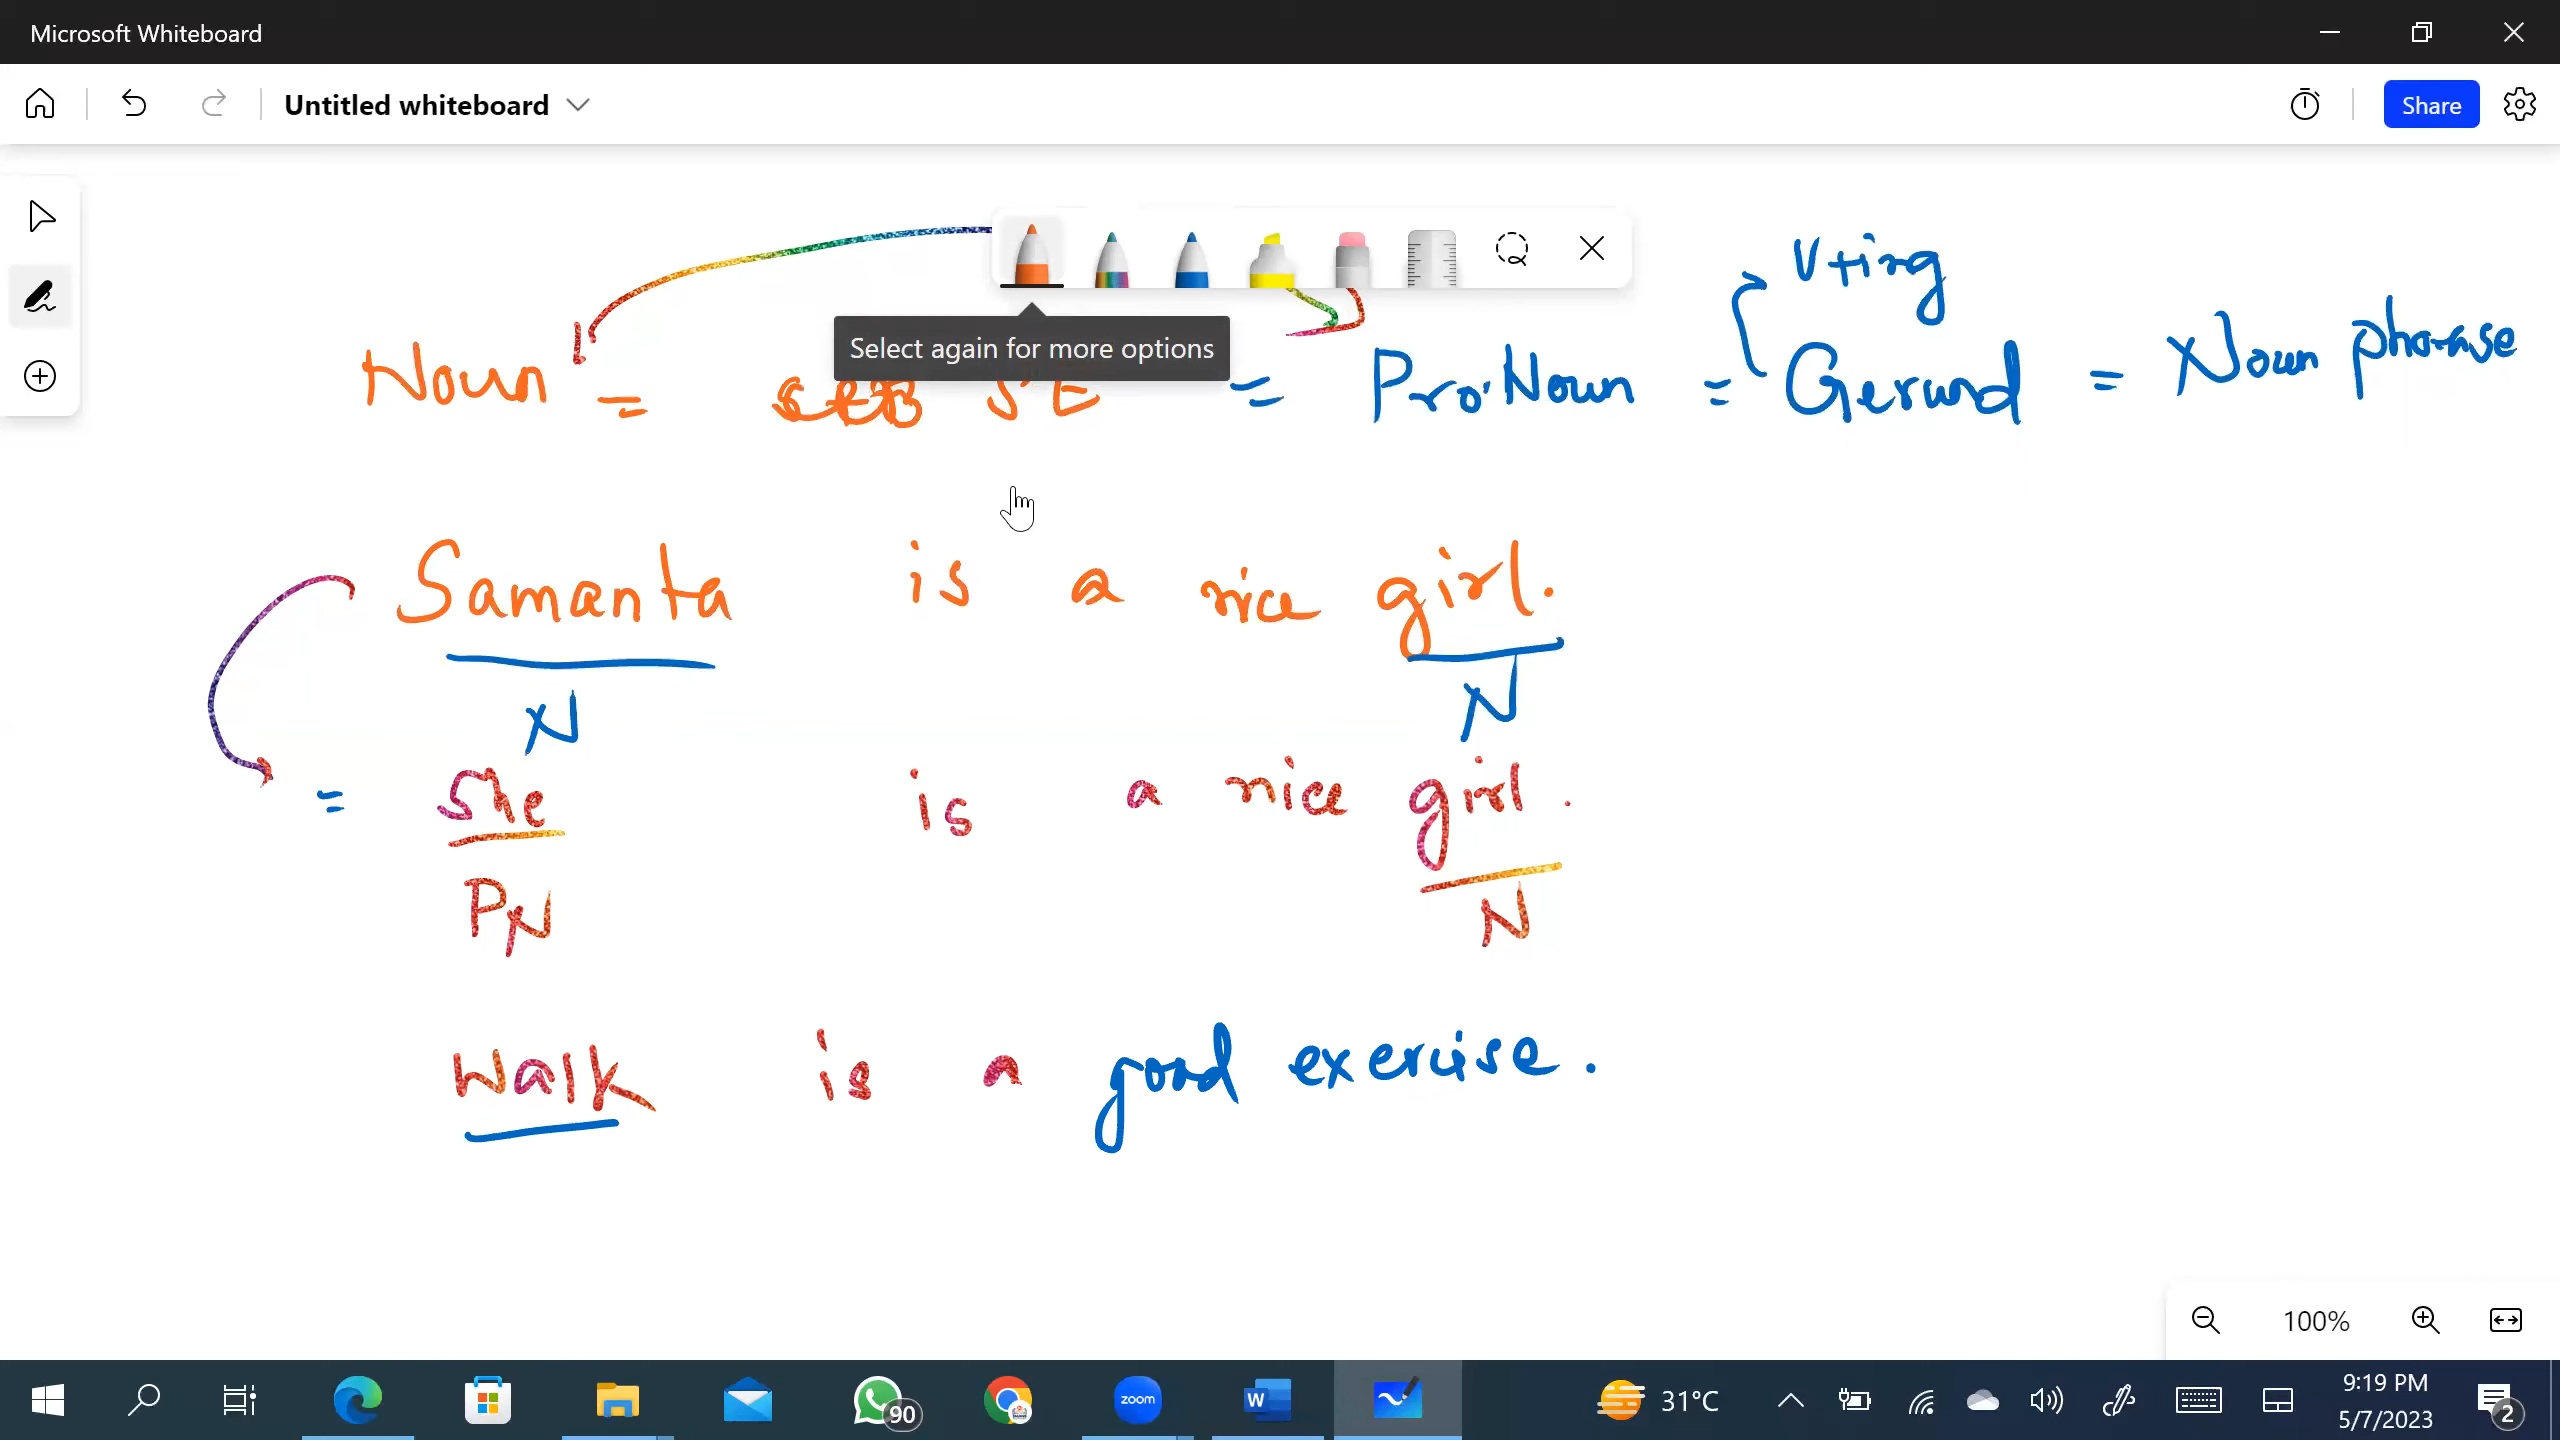 Microsoft Whiteboard
Untitled whiteboard
Share
V+ing
Select again for more options
Noun = = Pro.Noun = Gerund = Noun phrase
Samanta is a nice girl.
N N
= She is a nice girl.
PN N
Walk is a good exercise.
100%
90
zoom
W
31°C
9:19 PM
5/7/2023
2